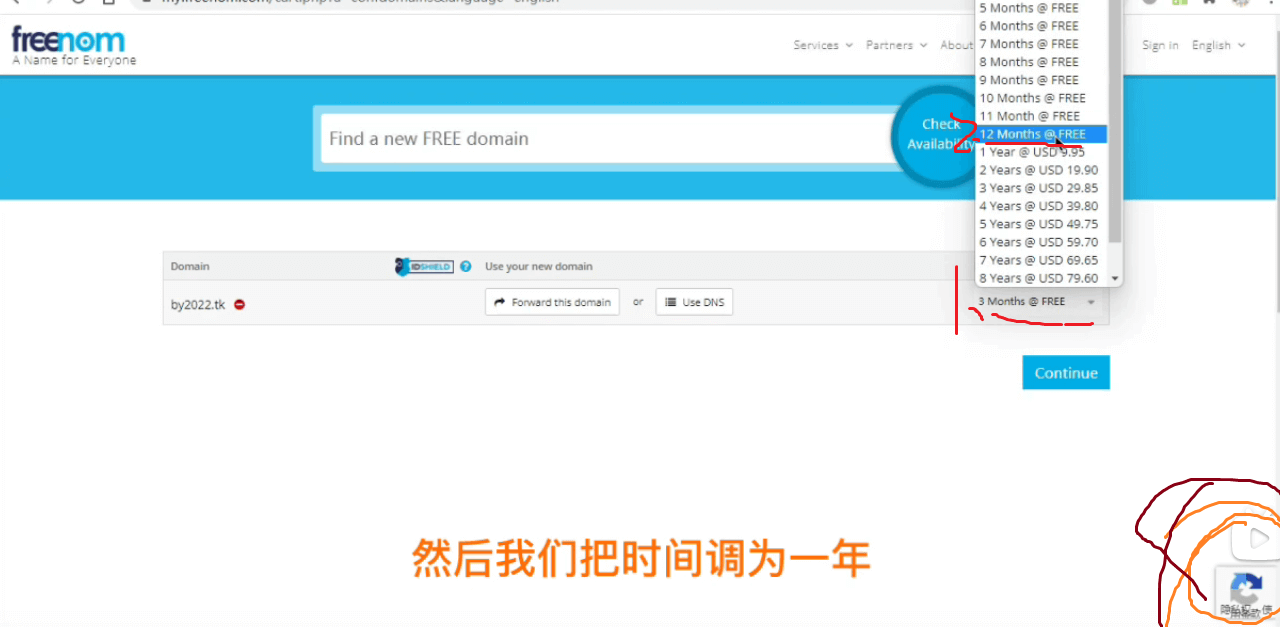 5 Months @ FREE
freenom
A Name for Everyone
Services
Partners
About
Sign in
English
6 Months @ FREE
7 Months @ FREE
8 Months @ FREE
9 Months @ FREE
10 Months @ FREE
11 Month @ FREE
12 Months @ FREE
1 Year @ USD 9.95
2 Years @ USD 19.90
3 Years @ USD 29.85
4 Years @ USD 39.80
5 Years @ USD 49.75
6 Years @ USD 59.70
7 Years @ USD 69.65
8 Years @ USD 79.60
Find a new FREE domain
Check
Availability
2
Domain
IDSHIELD
Use your new domain
by2022.tk
Forward this domain
or
Use DNS
3 Months @ FREE
Continue
然后我们把时间调为一年